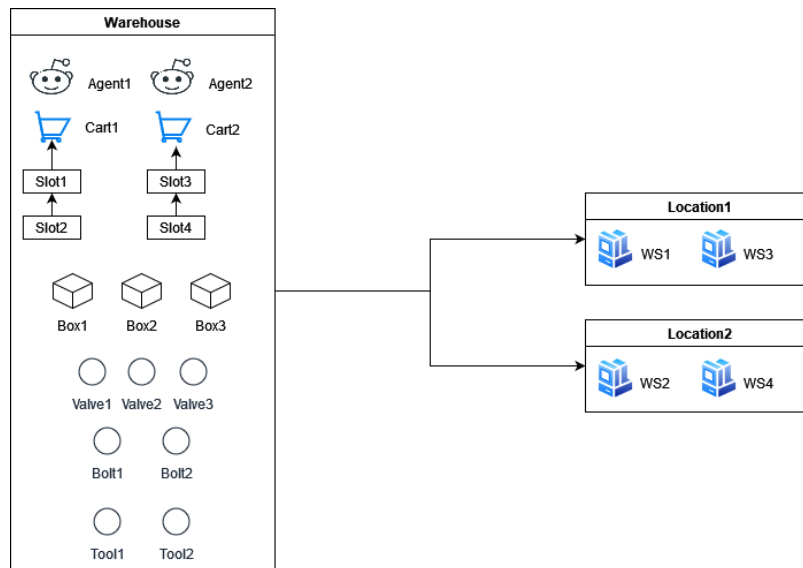 Warehouse
Agent1 Agent2
Cart1 Cart2
Slot1 Slot3
Slot2 Slot4
Box1 Box2 Box3
Valve1 Valve2 Valve3
Bolt1 Bolt2
Tool1 Tool2
Location1
WS1 WS3
Location2
WS2 WS4